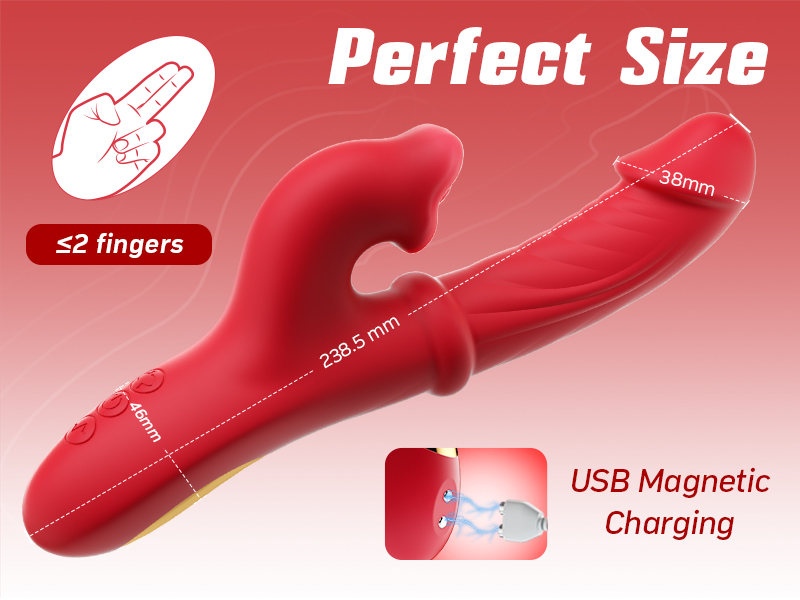 Perfect Size
38mm
≤2 fingers
238.5 mm
46mm
USB Magnetic
Charging